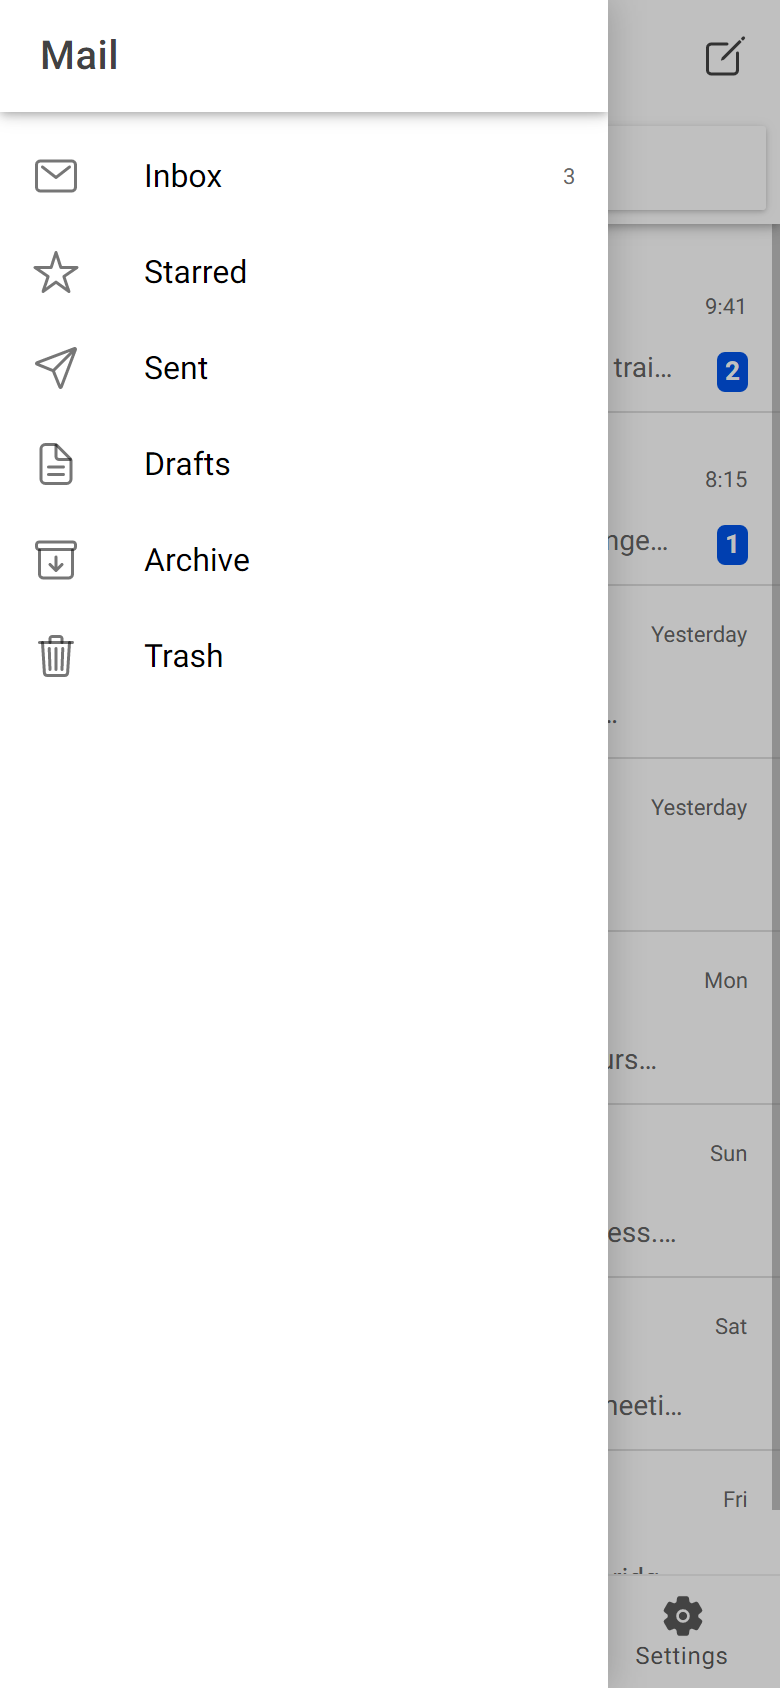 Mail
Inbox 3
Starred
Sent
Drafts
Archive
Trash
9:41
trai… 2
8:15
nge… 1
Yesterday
Yesterday
Mon
urs…
Sun
ess.…
Sat
neeti…
Fri
Settings